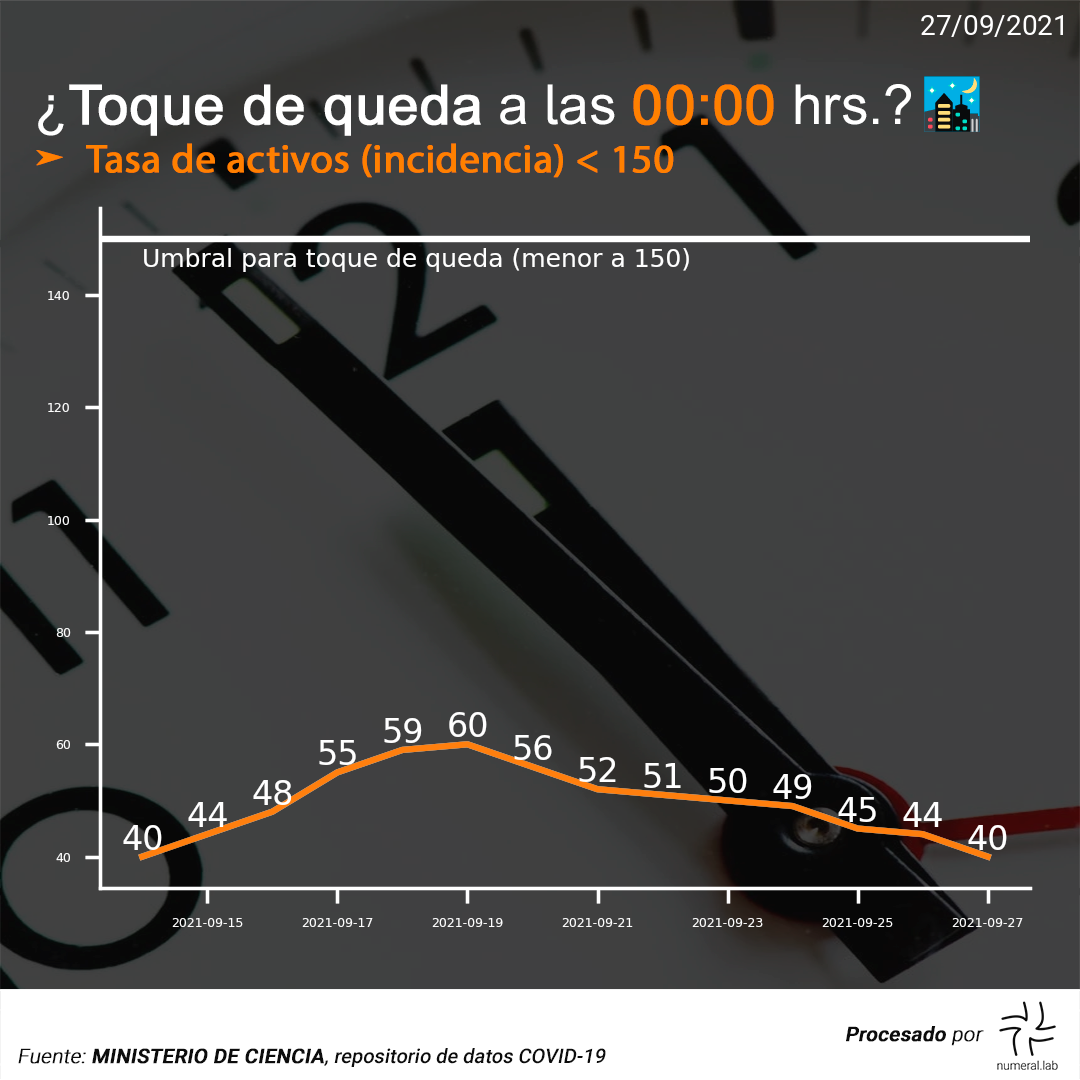 27/09/2021
¿Toque de queda a las 00:00 hrs.?
➤ Tasa de activos (incidencia) < 150
Umbral para toque de queda (menor a 150)
140
120
100
80
60
40
40 44 48 55 59 60 56 52 51 50 49 45 44 40
2021-09-15 2021-09-17 2021-09-19 2021-09-21 2021-09-23 2021-09-25 2021-09-27
2
1
11
0
Procesado por
numeral.lab
Fuente: MINISTERIO DE CIENCIA, repositorio de datos COVID-19